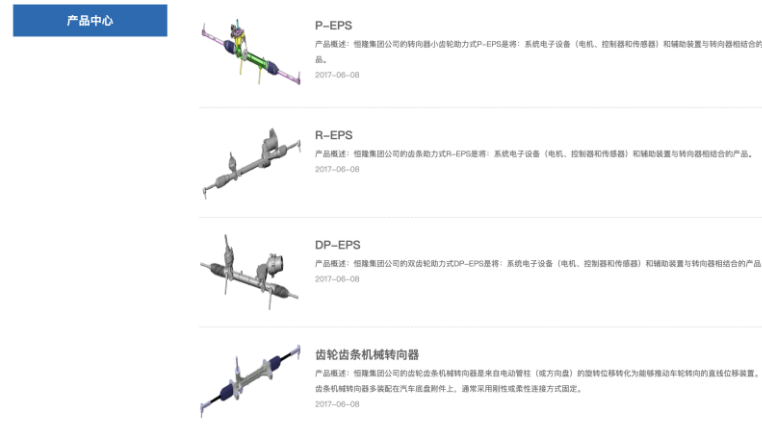 产品中心
P-EPS
产品概述：恒隆集团公司的转向器小齿轮助力式P-EPS是将：系统电子设备（电机、控制器和传感器）和辅助装置与转向器相结合的
品。
2017-06-08
R-EPS
产品概述：恒隆集团公司的齿条助力式R-EPS是将：系统电子设备（电机、控制器和传感器）和辅助装置与转向器相结合的产品。
2017-06-08
DP-EPS
产品概述：恒隆集团公司的双齿轮助力式DP-EPS是将：系统电子设备（电机、控制器和传感器）和辅助装置与转向器相结合的产品
2017-06-08
齿轮齿条机械转向器
产品概述：恒隆集团公司的齿轮齿条机械转向器是来自电动管柱（或方向盘）的旋转位移转化为能够推动车轮转向的直线位移装置。
齿条机械转向器多装配在汽车底盘附件上，通常采用刚性或柔性连接方式固定。
2017-06-08